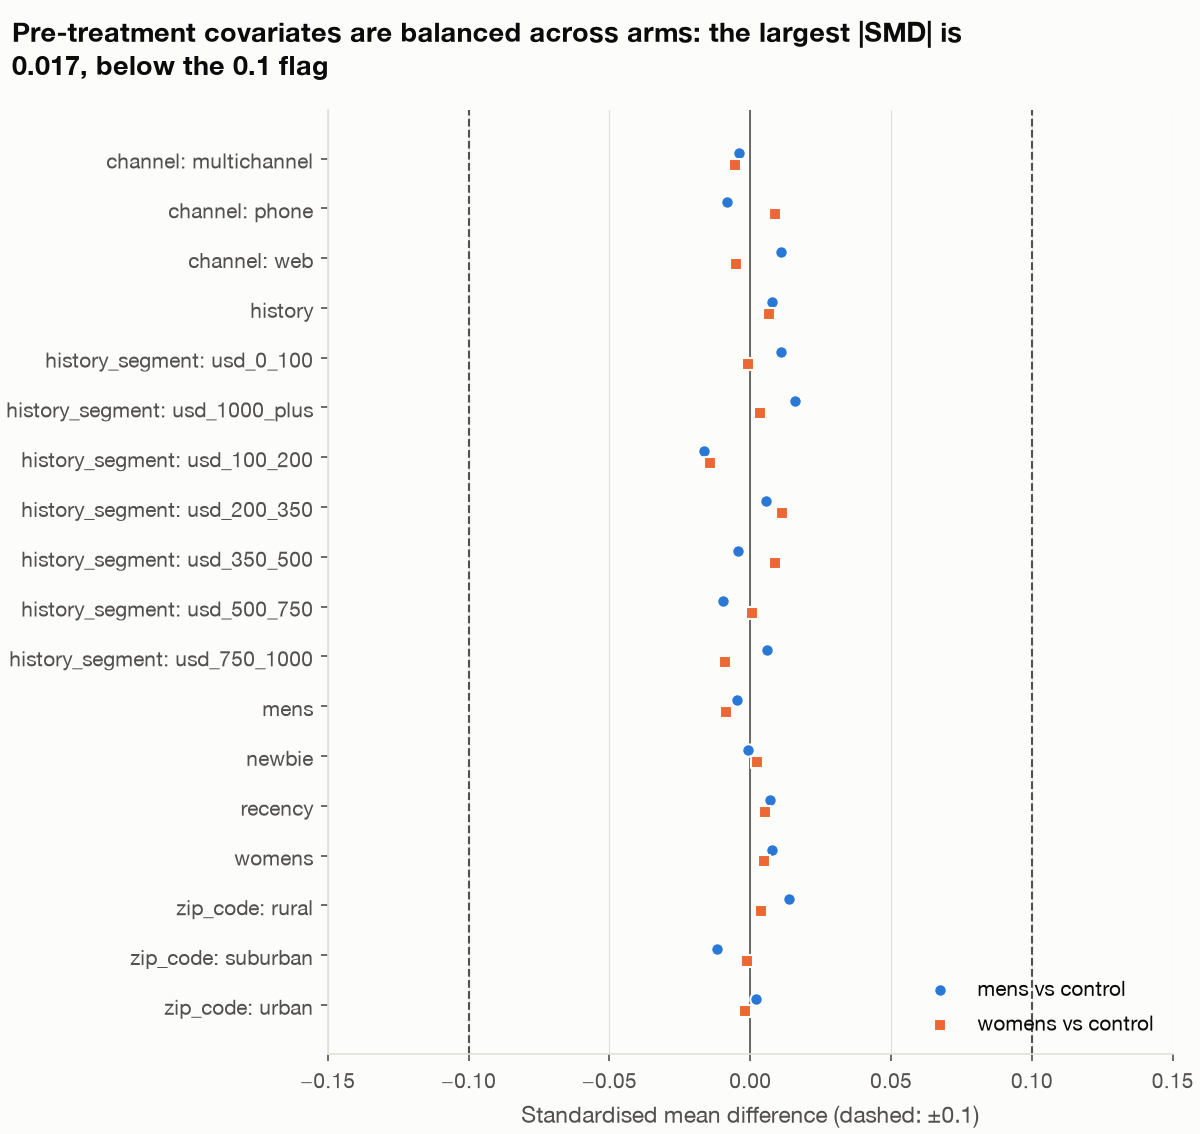 Pre-treatment covariates are balanced across arms: the largest |SMD| is
0.017, below the 0.1 flag
channel: multichannel
channel: phone
channel: web
history
history_segment: usd_0_100
history_segment: usd_1000_plus
history_segment: usd_100_200
history_segment: usd_200_350
history_segment: usd_350_500
history_segment: usd_500_750
history_segment: usd_750_1000
mens
newbie
recency
womens
zip_code: rural
zip_code: suburban
zip_code: urban
mens vs control
womens vs control
−0.15 −0.10 −0.05 0.00 0.05 0.10 0.15
Standardised mean difference (dashed: ±0.1)